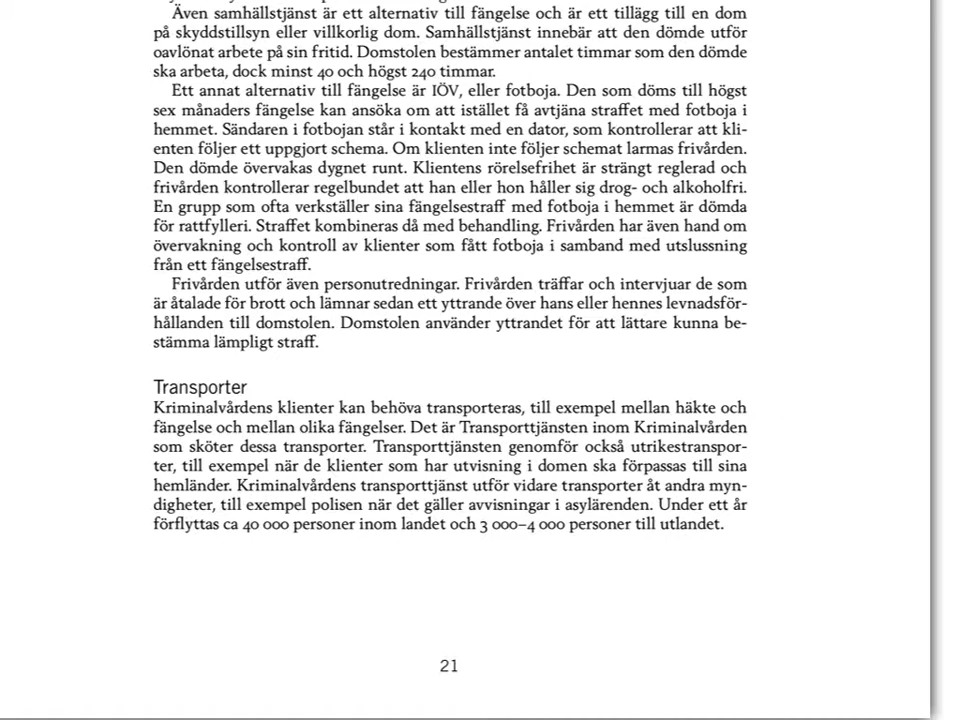 Även samhällstjänst är ett alternativ till fängelse och är ett tillägg till en dom
på skyddstillsyn eller villkorlig dom. Samhällstjänst innebär att den dömde utför
oavlönat arbete på sin fritid. Domstolen bestämmer antalet timmar som den dömde
ska arbeta, dock minst 40 och högst 240 timmar.
Ett annat alternativ till fängelse är IÖV, eller fotboja. Den som döms till högst
sex månaders fängelse kan ansöka om att istället få avtjäna straffet med fotboja i
hemmet. Sändaren i fotbojan står i kontakt med en dator, som kontrollerar att kli-
enten följer ett uppgjort schema. Om klienten inte följer schemat larmas frivården.
Den dömde övervakas dygnet runt. Klientens rörelsefrihet är strängt reglerad och
frivården kontrollerar regelbundet att han eller hon håller sig drog- och alkoholfri.
En grupp som ofta verkställer sina fängelsestraff med fotboja i hemmet är dömda
för rattfylleri. Straffet kombineras då med behandling. Frivården har även hand om
övervakning och kontroll av klienter som fått fotboja i samband med utslussning
från ett fängelsestraff.
Frivården utför även personutredningar. Frivården träffar och intervjuar de som
är åtalade för brott och lämnar sedan ett yttrande över hans eller hennes levnadsför-
hållanden till domstolen. Domstolen använder yttrandet för att lättare kunna be-
stämma lämpligt straff.
Transporter
Kriminalvårdens klienter kan behöva transporteras, till exempel mellan häkte och
fängelse och mellan olika fängelser. Det är Transporttjänsten inom Kriminalvården
som sköter dessa transporter. Transporttjänsten genomför också utrikestranspor-
ter, till exempel när de klienter som har utvisning i domen ska förpassas till sina
hemländer. Kriminalvårdens transporttjänst utför vidare transporter åt andra myn-
digheter, till exempel polisen när det gäller avvisningar i asylärenden. Under ett år
förflyttas ca 40 000 personer inom landet och 3 000–4 000 personer till utlandet.
21